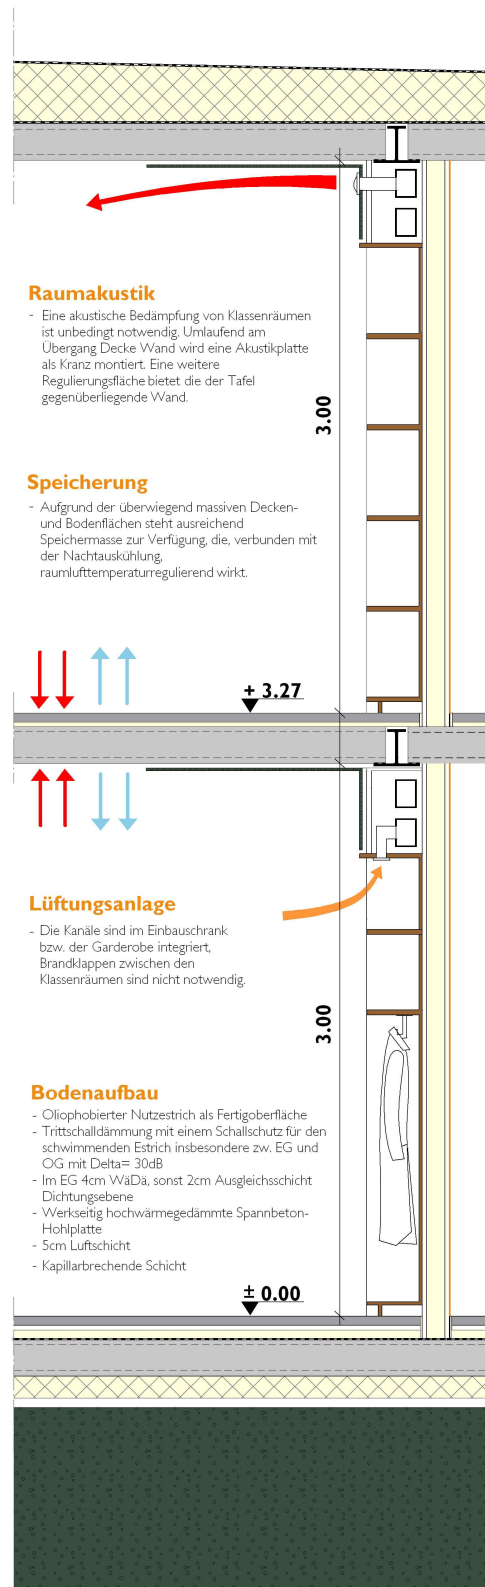 Raumakustik
- Eine akustische Bedämpfung von Klassenräumen
ist unbedingt notwendig. Umlaufend am
Übergang Decke Wand wird eine Akustikplatte
als Kranz montiert. Eine weitere
Regulierungsfläche bietet die der Tafel
gegenüberliegende Wand.
3.00
Speicherung
- Aufgrund der überwiegend massiven Decken-
und Bodenflächen steht ausreichend
Speichermasse zur Verfügung, die, verbunden mit
der Nachtauskühlung,
raumlufttemperaturregulierend wirkt.
+ 3.27
Lüftungsanlage
- Die Kanäle sind im Einbauschrank
bzw. der Garderobe integriert,
Brandklappen zwischen den
Klassenräumen sind nicht notwendig.
3.00
Bodenaufbau
- Oliophobierter Nutzestrich als Fertigoberfläche
- Trittschalldämmung mit einem Schallschutz für den
schwimmenden Estrich insbesondere zw. EG und
OG mit Delta= 30dB
- Im EG 4cm WäDä, sonst 2cm Ausgleichsschicht
Dichtungsebene
- Werkseitig hochwärmegedämmte Spannbeton-
Hohlplatte
- 5cm Luftschicht
- Kapillarbrechende Schicht
± 0.00